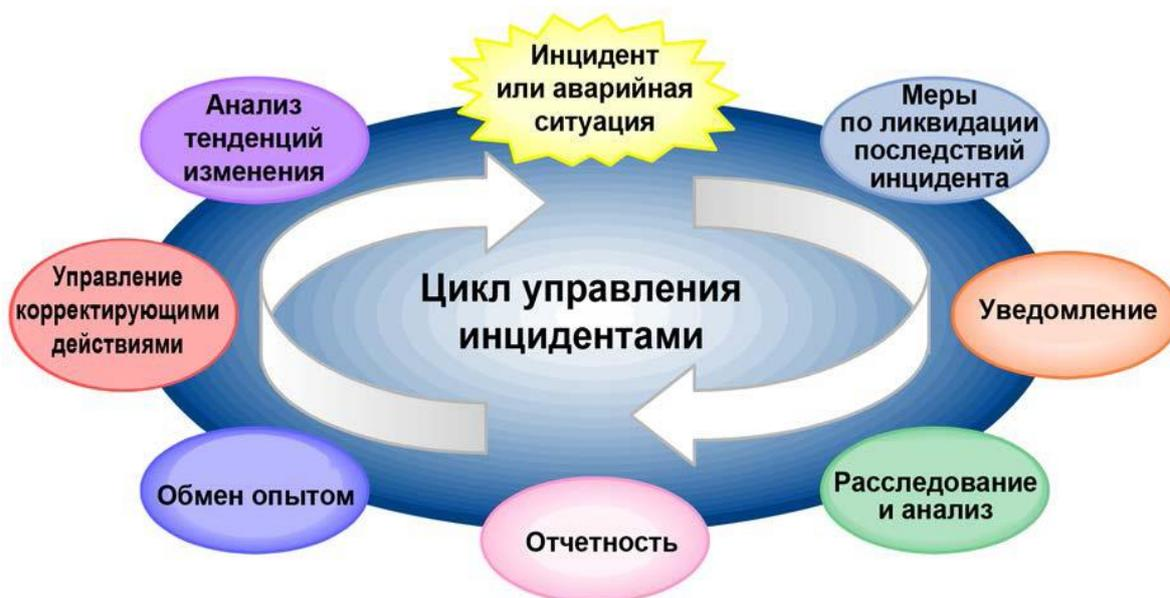 Инцидент
или аварийная
ситуация
Меры
по ликвидации
последствий
инцидента
Уведомление
Расследование
и анализ
Отчетность
Обмен опытом
Управление
корректирующими
действиями
Анализ
тенденций
изменения
Цикл управления
инцидентами